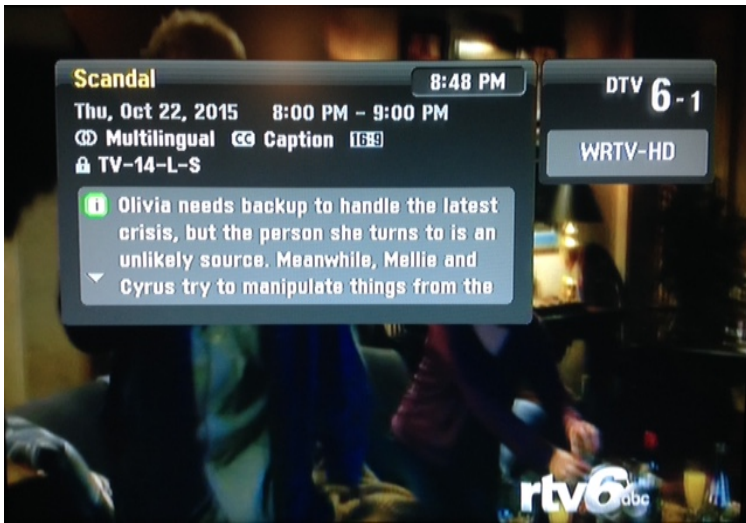 Scandal
8:48 PM
Thu, Oct 22, 2015 8:00 PM - 9:00 PM
Multilingual CC Caption 16:9
TV-14-L-S
i Olivia needs backup to handle the latest
crisis, but the person she turns to is an
unlikely source. Meanwhile, Mellie and
Cyrus try to manipulate things from the
DTV 6-1
WRTV-HD
rtv6 abc